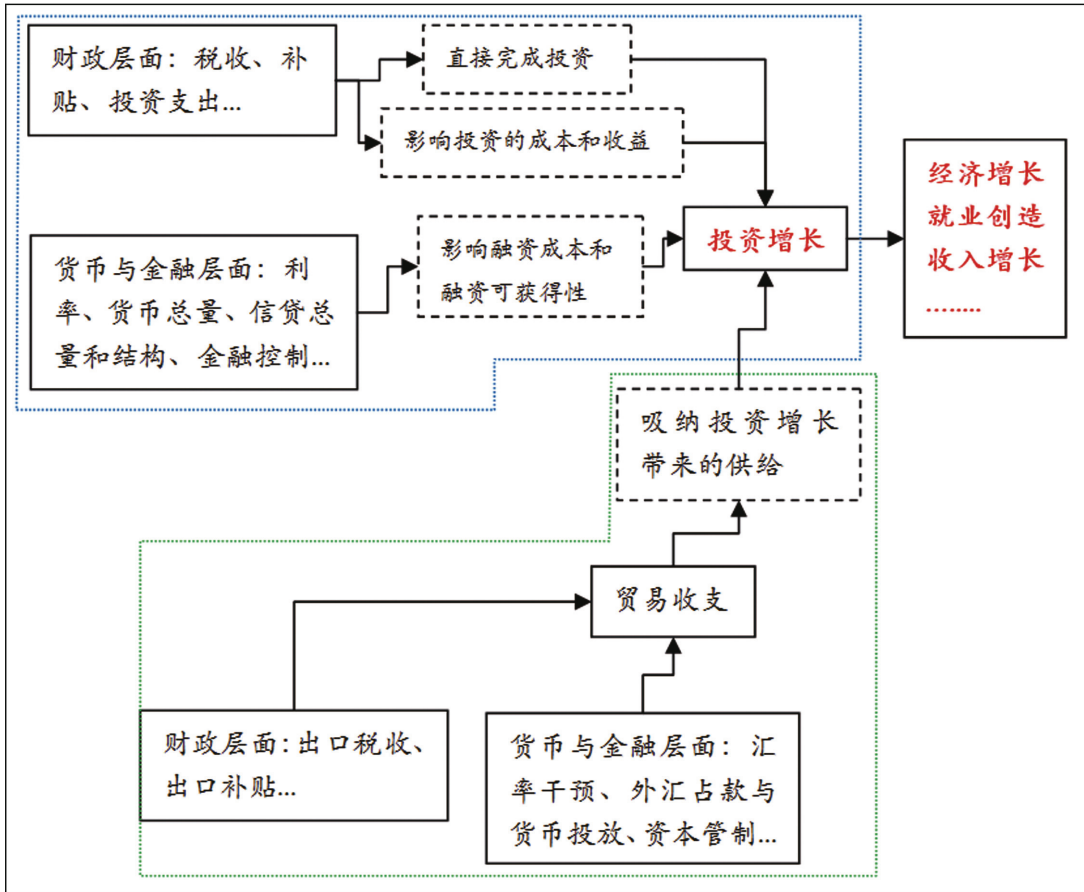 财政层面：税收、补
贴、投资支出…
直接完成投资
影响投资的成本和收益
货币与金融层面：利
率、货币总量、信贷总
量和结构、金融控制…
影响融资成本和
融资可获得性
投资增长
经济增长
就业创造
收入增长
........
吸纳投资增长
带来的供给
贸易收支
财政层面:出口税收、
出口补贴…
货币与金融层面：汇
率干预、外汇占款与
货币投放、资本管制…